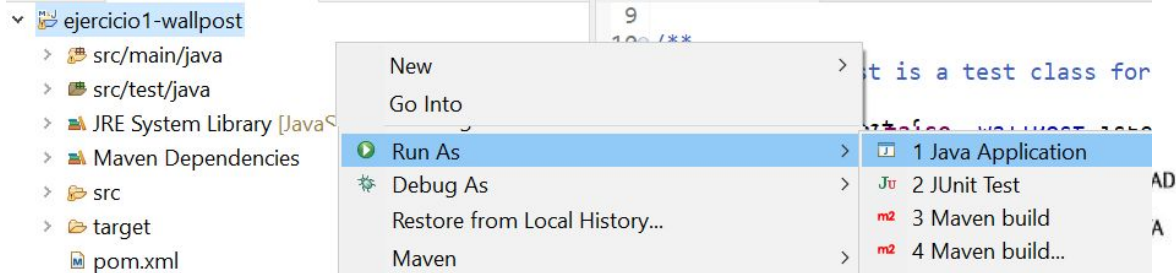 ejercicio1-wallpost
src/main/java
src/test/java
JRE System Library [JavaS
Maven Dependencies
src
target
pom.xml
New
Go Into
Run As
Debug As
Restore from Local History...
Maven
1 Java Application
2 JUnit Test
3 Maven build
4 Maven build...
9
10 /**
t is a test class for
AD
A